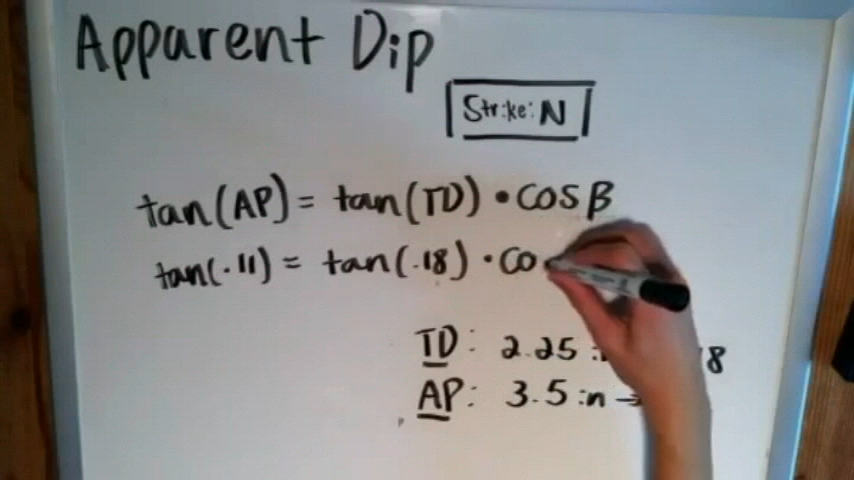 Apparent Dip
Strike: N
tan(AP) = tan(TD) • cos β
tan(.11) = tan(.18) • co
TD: 2.25 8
AP: 3.5 in →